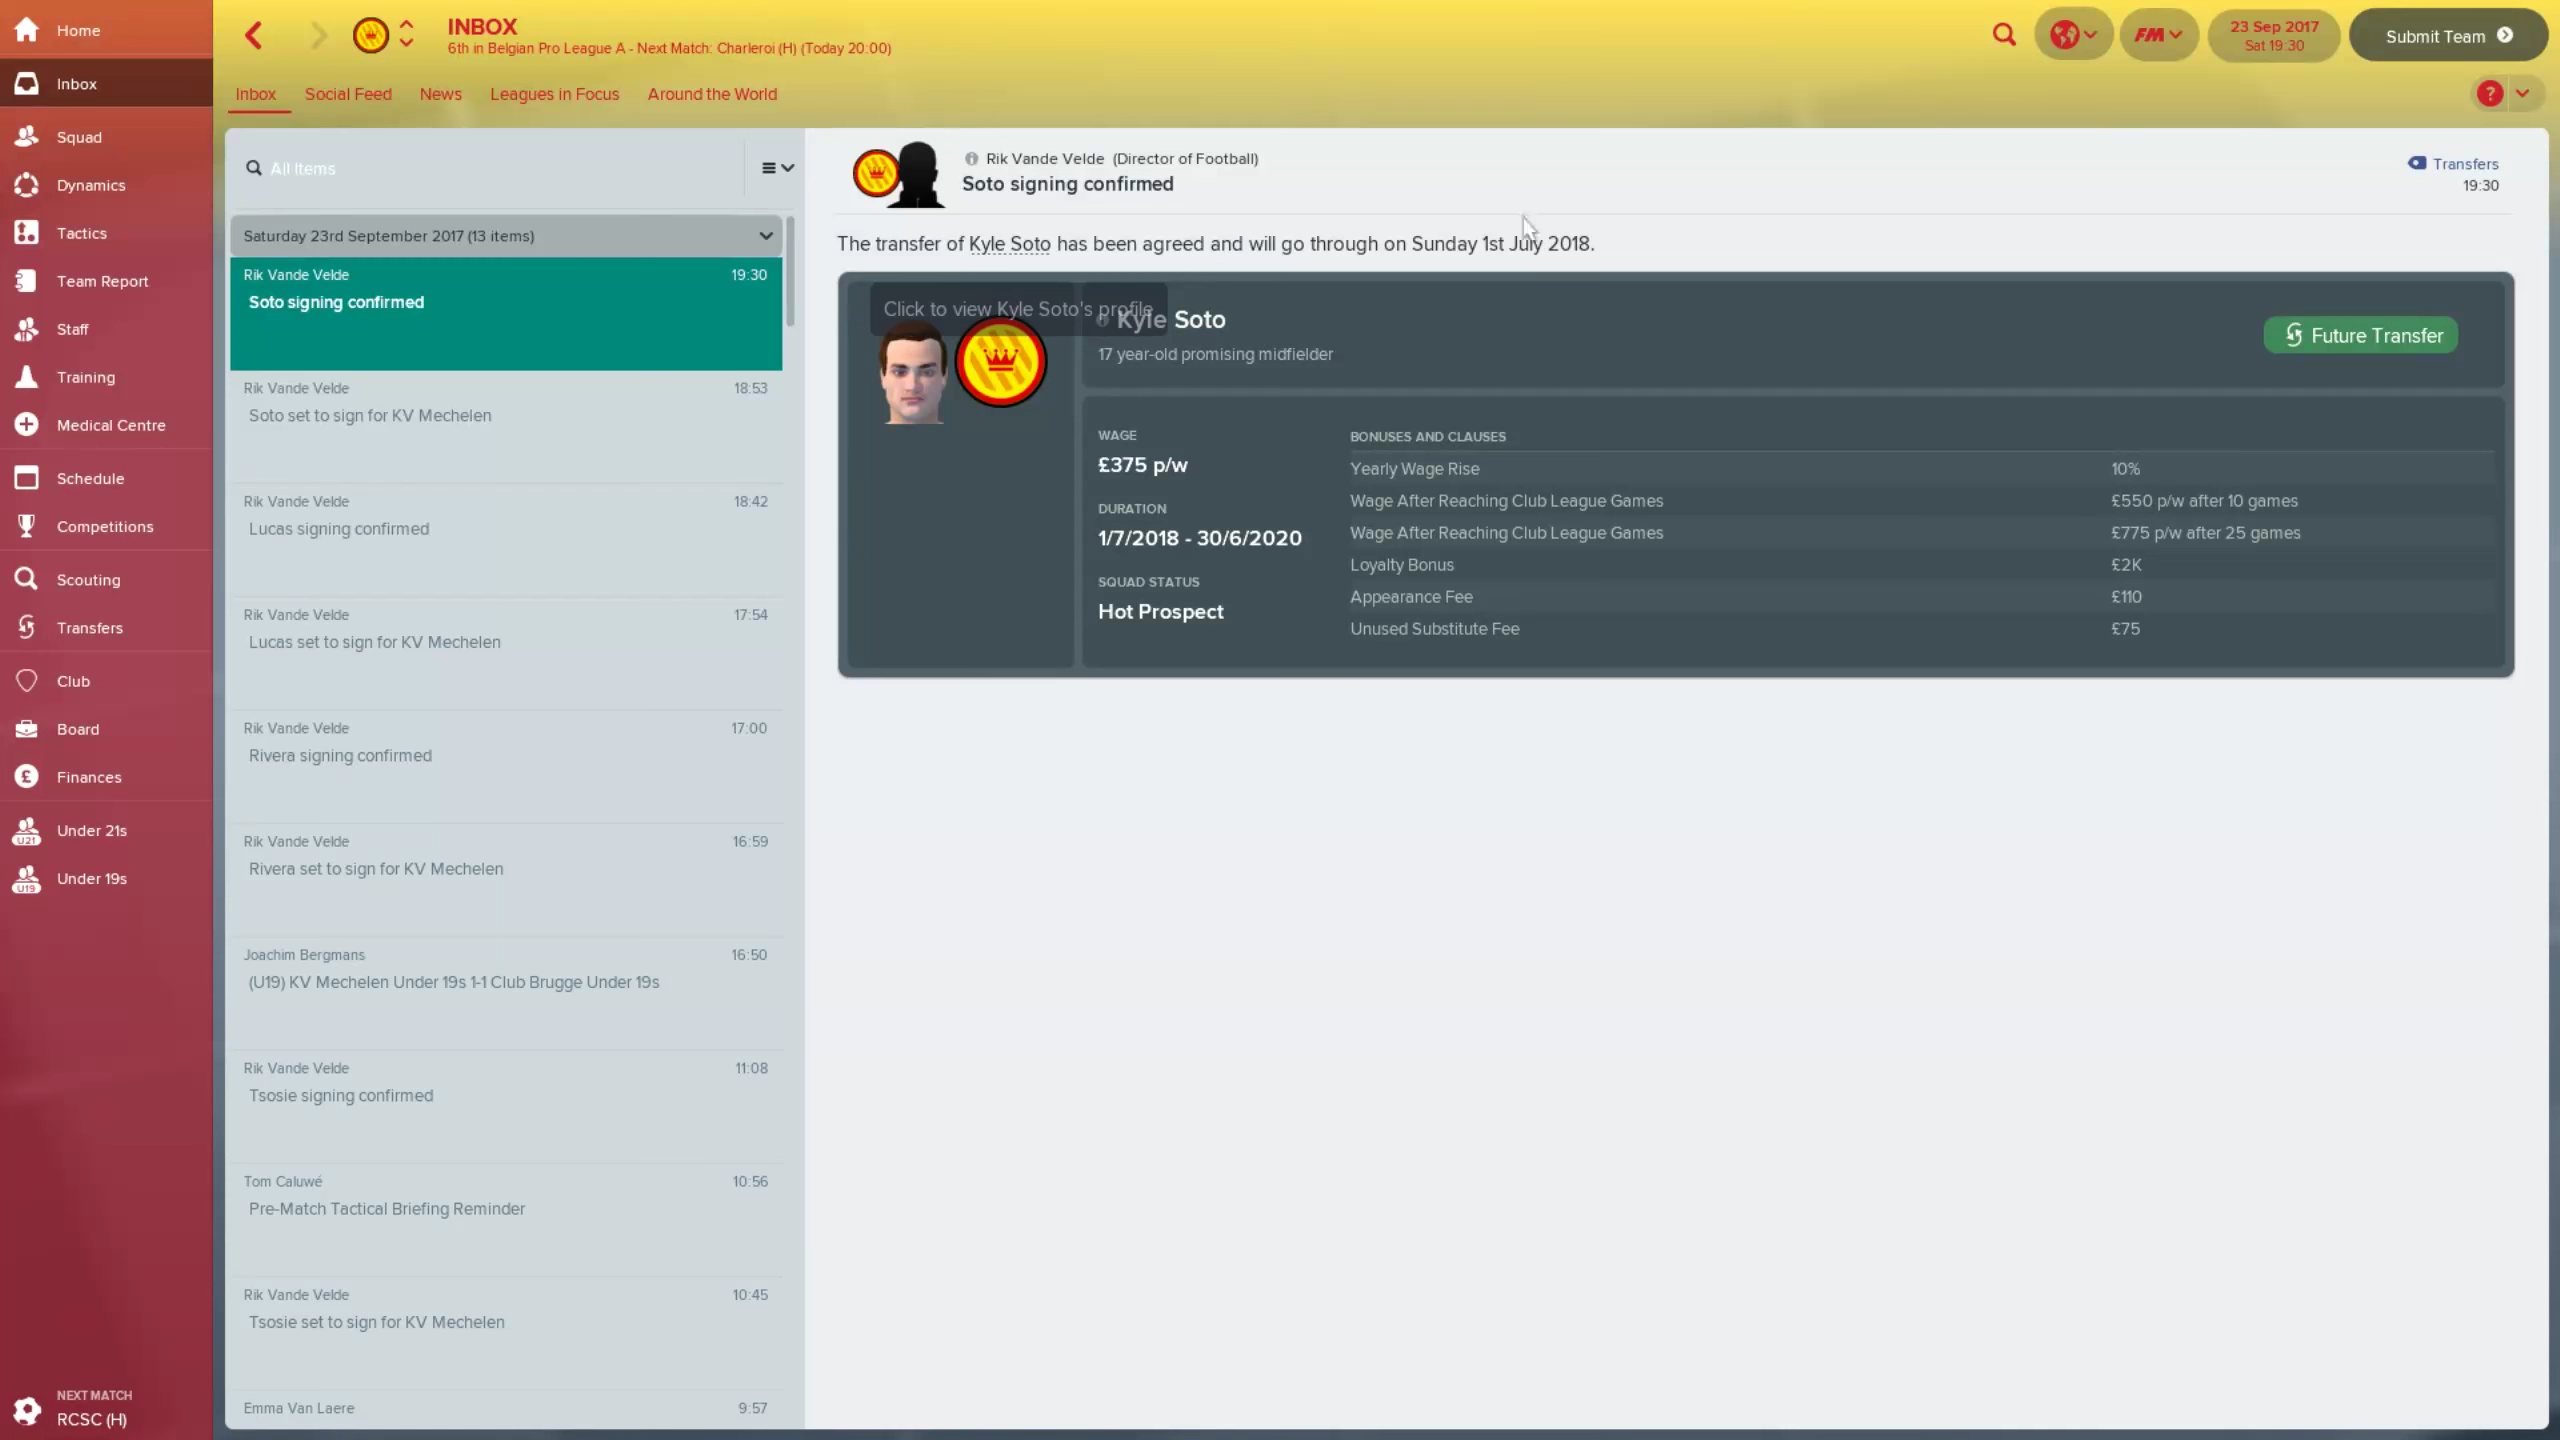 Home
Inbox
Squad
Dynamics
Tactics
Team Report
Staff
Training
Medical Centre
Schedule
Competitions
Scouting
Transfers
Club
Board
Finances
U21
Under 21s
U19
Under 19s
NEXT MATCH
RCSC (H)
INBOX
6th in Belgian Pro League A - Next Match: Charleroi (H) (Today 20:00)
FM
23 Sep 2017
Sat 19:30
Submit Team
Inbox Social Feed News Leagues in Focus Around the World
?
All Items
Saturday 23rd September 2017 (13 items)
Rik Vande Velde 19:30
Soto signing confirmed
Rik Vande Velde 18:53
Soto set to sign for KV Mechelen
Rik Vande Velde 18:42
Lucas signing confirmed
Rik Vande Velde 17:54
Lucas set to sign for KV Mechelen
Rik Vande Velde 17:00
Rivera signing confirmed
Rik Vande Velde 16:59
Rivera set to sign for KV Mechelen
Joachim Bergmans 16:50
(U19) KV Mechelen Under 19s 1-1 Club Brugge Under 19s
Rik Vande Velde 11:08
Tsosie signing confirmed
Tom Caluwé 10:56
Pre-Match Tactical Briefing Reminder
Rik Vande Velde 10:45
Tsosie set to sign for KV Mechelen
Emma Van Laere 9:57
Rik Vande Velde (Director of Football)
Soto signing confirmed
Transfers
19:30
The transfer of Kyle Soto has been agreed and will go through on Sunday 1st July 2018.
Click to view Kyle Soto's profile
Kyle Soto
17 year-old promising midfielder
Future Transfer
WAGE
£375 p/w
DURATION
1/7/2018 - 30/6/2020
SQUAD STATUS
Hot Prospect
BONUSES AND CLAUSES
Yearly Wage Rise 10%
Wage After Reaching Club League Games £550 p/w after 10 games
Wage After Reaching Club League Games £775 p/w after 25 games
Loyalty Bonus £2K
Appearance Fee £110
Unused Substitute Fee £75